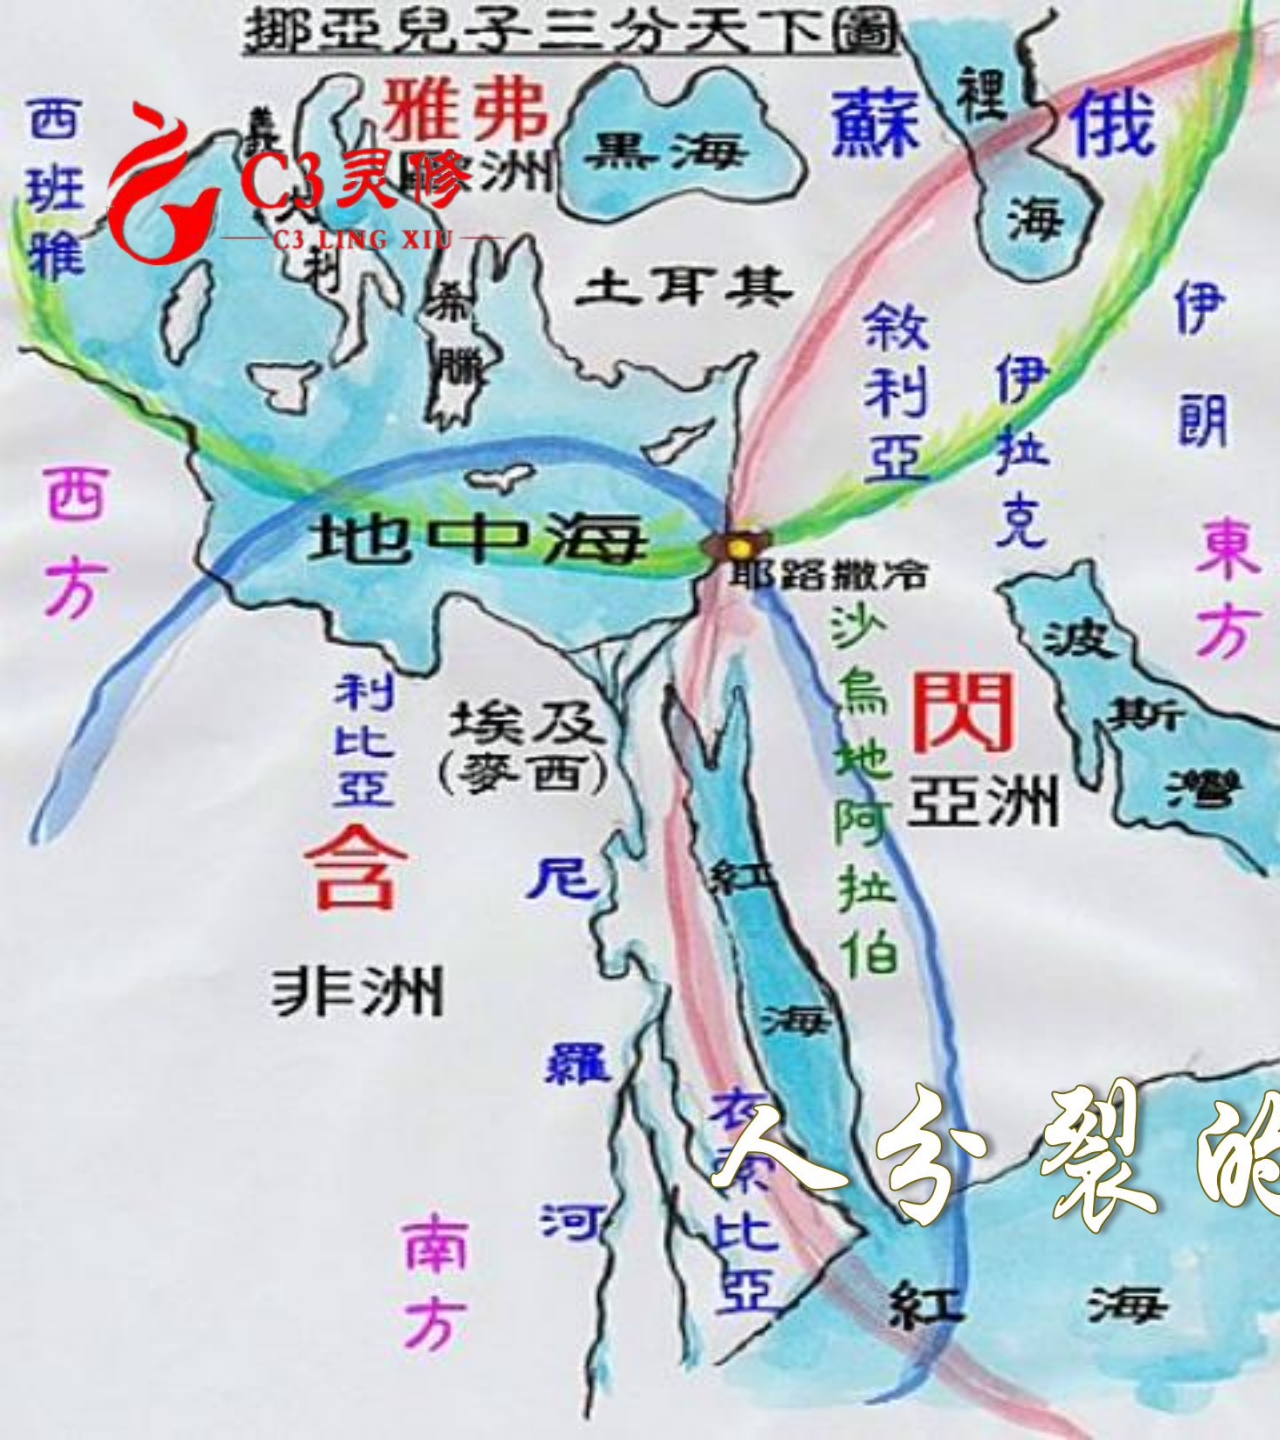 挪亞兒子三分天下圖
西班雅
義大利
雅弗
歐洲
黑海
蘇俄
裡海
C3灵修
C3 LING XIU
希臘
土耳其
敘利亞
伊拉克
伊朗
西方
地中海
耶路撒冷
東方
沙烏地阿拉伯
波斯灣
利比亞
埃及
(麥西)
閃
亞洲
含
非洲
尼羅河
紅海
衣索比亞
人分裂的
南方
紅海